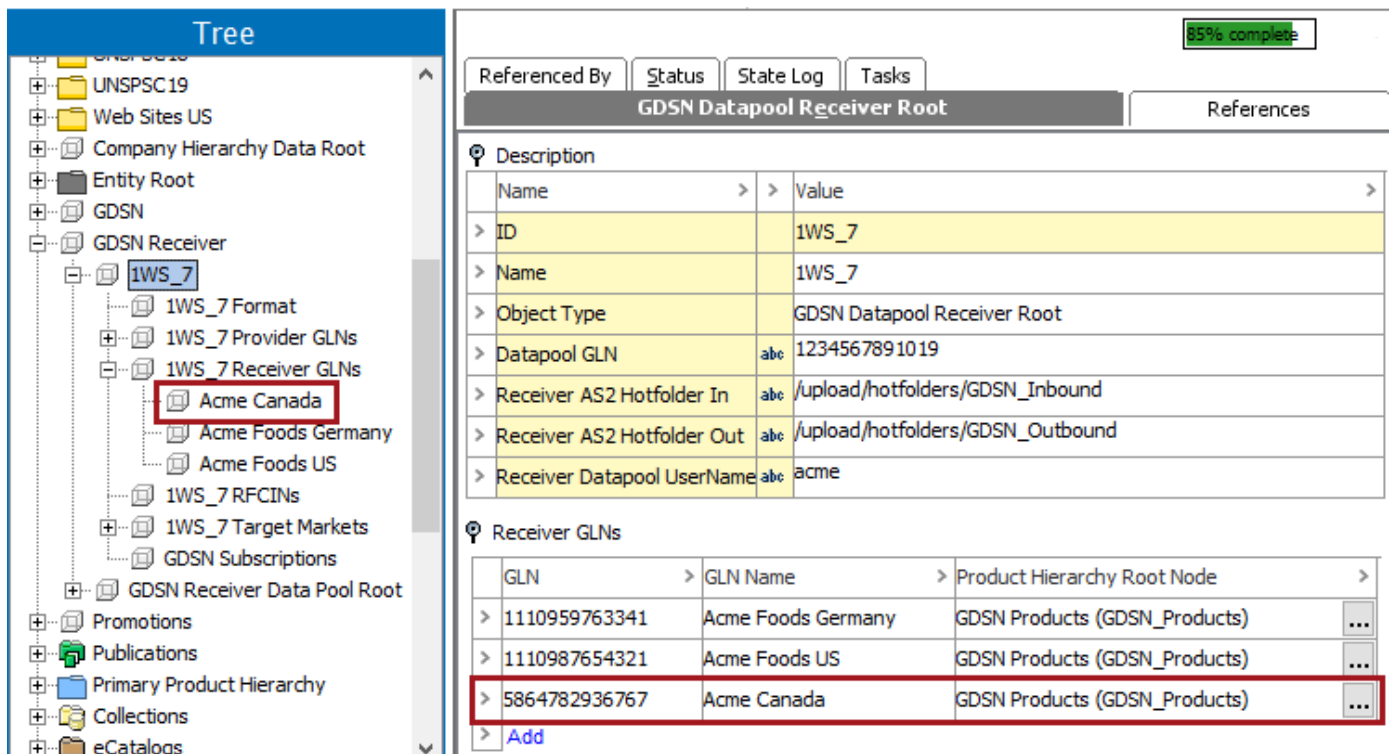 Tree
UNSPSC19
Web Sites US
Company Hierarchy Data Root
Entity Root
GDSN
GDSN Receiver
1WS_7
1WS_7 Format
1WS_7 Provider GLNs
1WS_7 Receiver GLNs
Acme Canada
Acme Foods Germany
Acme Foods US
1WS_7 RFCINs
1WS_7 Target Markets
GDSN Subscriptions
GDSN Receiver Data Pool Root
Promotions
Publications
Primary Product Hierarchy
Collections
eCatalogs
85% complete
Referenced By Status State Log Tasks
GDSN Datapool Receiver Root References
Description
Name > > Value >
> ID 1WS_7
> Name 1WS_7
> Object Type GDSN Datapool Receiver Root
> Datapool GLN abc 1234567891019
> Receiver AS2 Hotfolder In abc /upload/hotfolders/GDSN_Inbound
> Receiver AS2 Hotfolder Out abc /upload/hotfolders/GDSN_Outbound
> Receiver Datapool UserName abc acme
Receiver GLNs
GLN > GLN Name > Product Hierarchy Root Node >
> 1110959763341 Acme Foods Germany GDSN Products (GDSN_Products) ...
> 1110987654321 Acme Foods US GDSN Products (GDSN_Products) ...
> 5864782936767 Acme Canada GDSN Products (GDSN_Products) ...
> Add